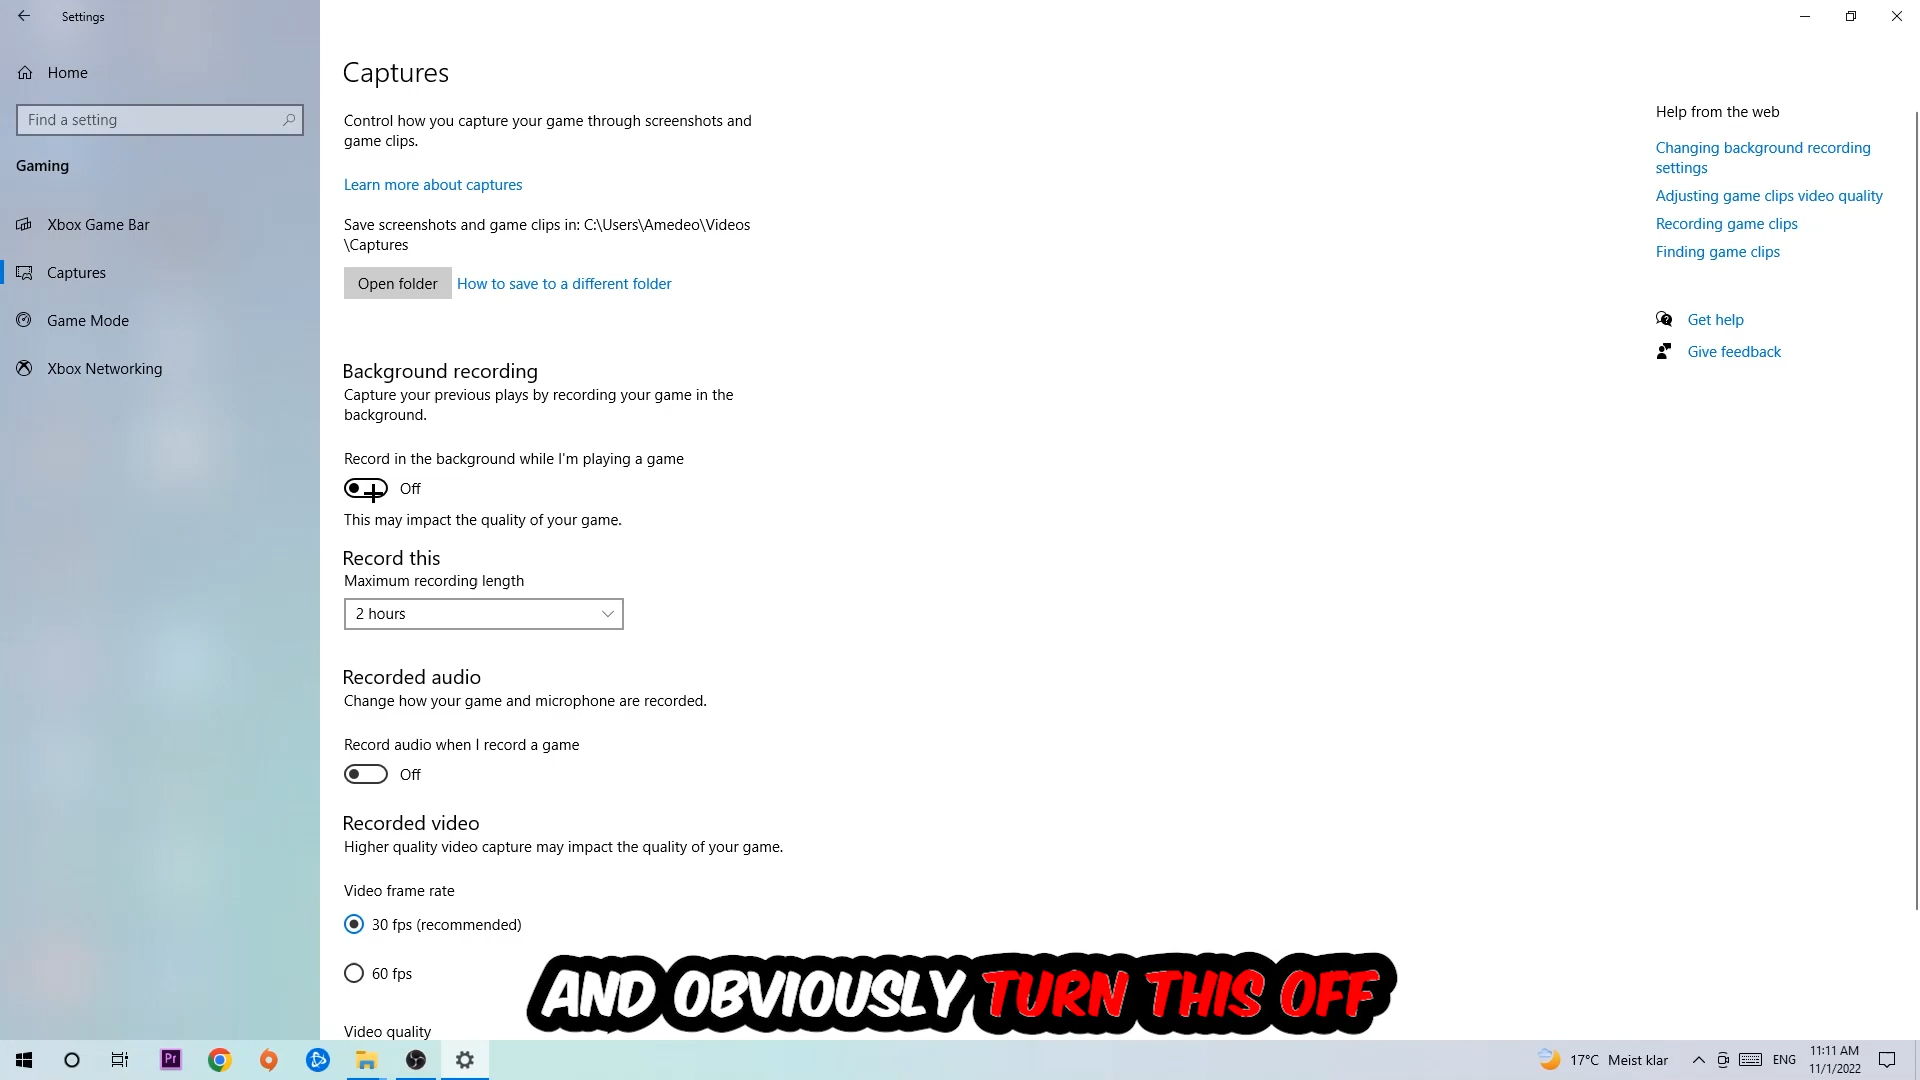 Settings
Home
Find a setting
Gaming
Xbox Game Bar
Captures
Game Mode
Xbox Networking
Captures
Control how you capture your game through screenshots and
game clips.
Learn more about captures
Save screenshots and game clips in: C:\Users\Amedeo\Videos
\Captures
Open folder
How to save to a different folder
Background recording
Capture your previous plays by recording your game in the
background.
Record in the background while I'm playing a game
Off
This may impact the quality of your game.
Record this
Maximum recording length
2 hours
Recorded audio
Change how your game and microphone are recorded.
Record audio when I record a game
Off
Recorded video
Higher quality video capture may impact the quality of your game.
Video frame rate
30 fps (recommended)
60 fps
Video quality
Help from the web
Changing background recording
settings
Adjusting game clips video quality
Recording game clips
Finding game clips
Get help
Give feedback
AND OBVIOUSLY TURN THIS OFF
Pr
17°C Meist klar
ENG
11:11 AM
11/1/2022